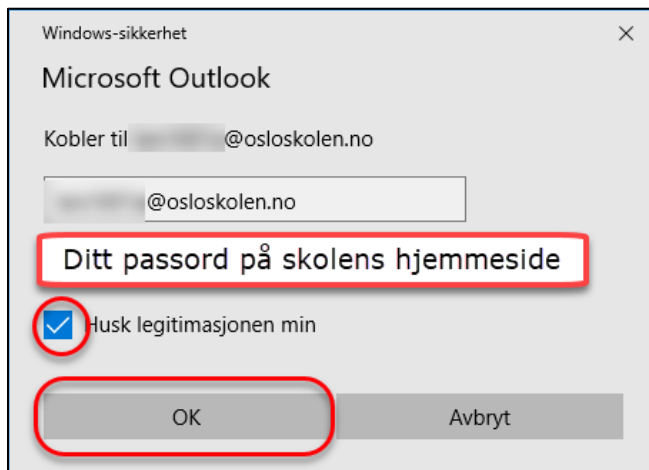 Windows-sikkerhet
Microsoft Outlook
Kobler til @osloskolen.no
@osloskolen.no
Ditt passord på skolens hjemmeside
Husk legitimasjonen min
OK
Avbryt